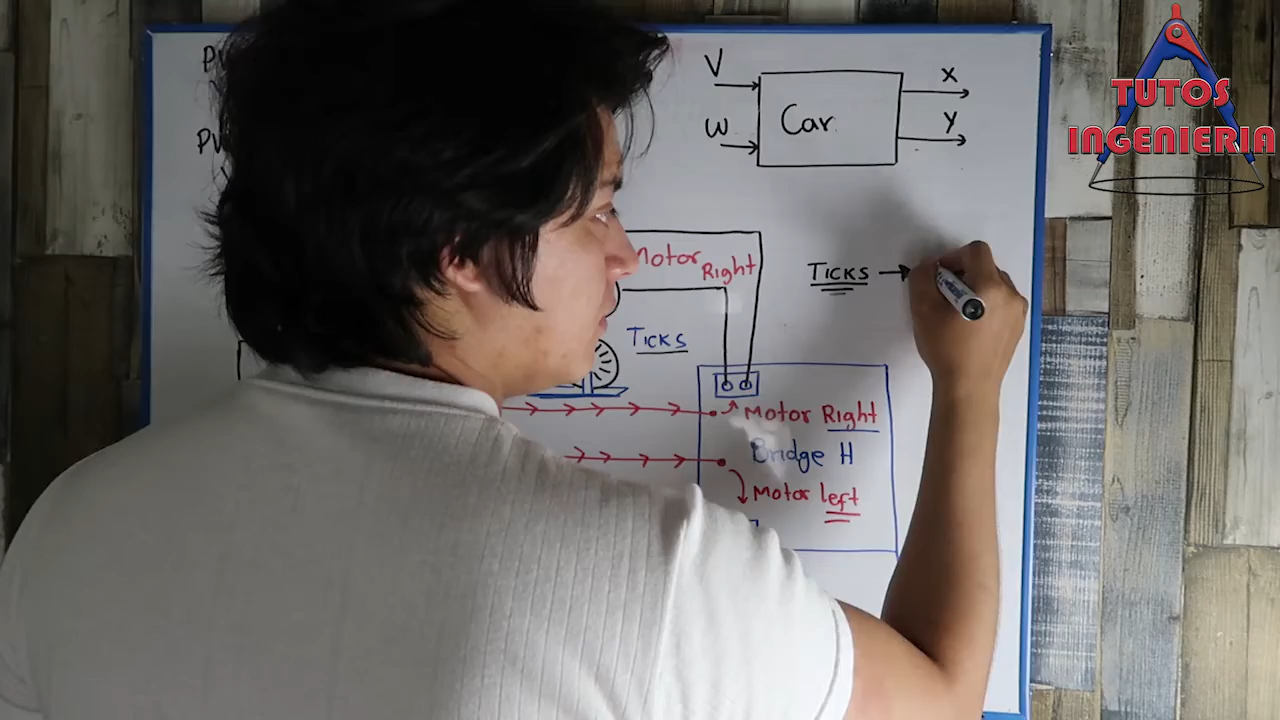 V
X
Car
W
Y
TUTOS
INGENIERIA
Motor
Right
TICKS
TICKS
Motor Right
Bridge H
Motor left